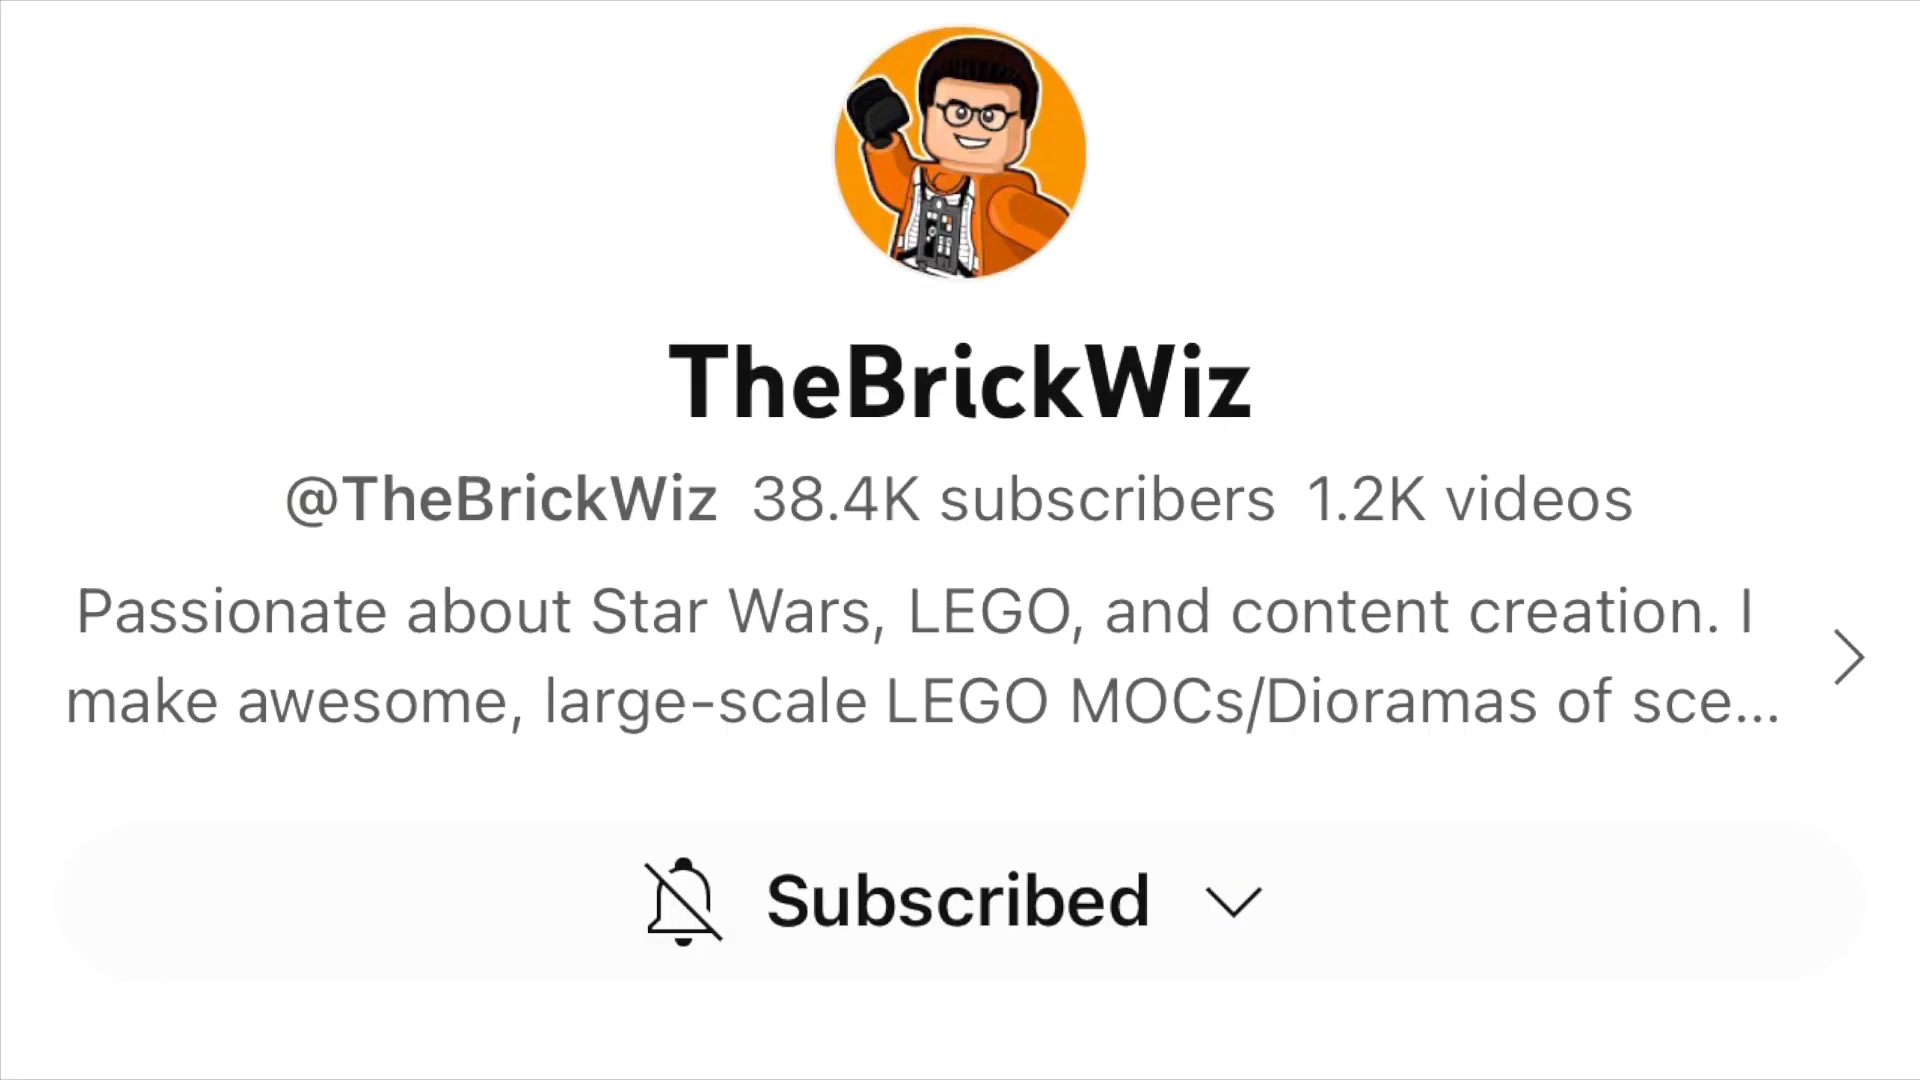 TheBrickWiz
@TheBrickWiz 38.4K subscribers 1.2K videos
Passionate about Star Wars, LEGO, and content creation. I
make awesome, large-scale LEGO MOCs/Dioramas of sce...
Subscribed